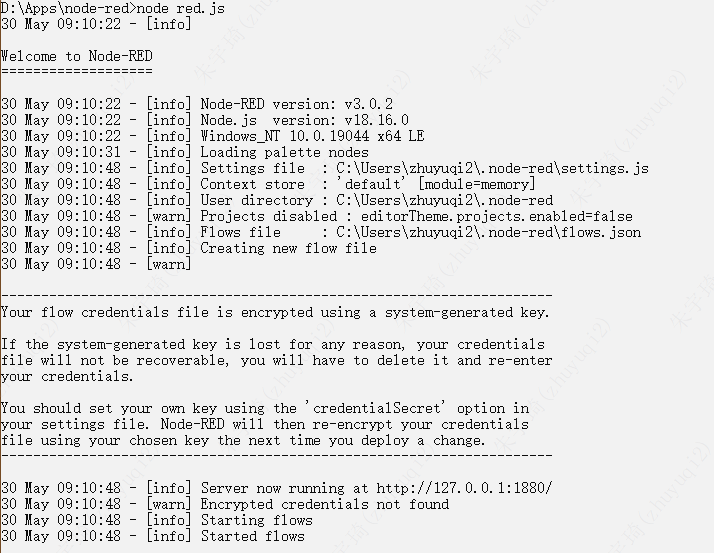 D:\Apps\node-red>node red.js
30 May 09:10:22 - [info]
Welcome to Node-RED
===================
30 May 09:10:22 - [info] Node-RED version: v3.0.2
30 May 09:10:22 - [info] Node.js  version: v18.16.0
30 May 09:10:22 - [info] Windows_NT 10.0.19044 x64 LE
30 May 09:10:31 - [info] Loading palette nodes
30 May 09:10:48 - [info] Settings file  : C:\Users\zhuyuqi2\.node-red\settings.js
30 May 09:10:48 - [info] Context store  : 'default' [module=memory]
30 May 09:10:48 - [info] User directory : C:\Users\zhuyuqi2\.node-red
30 May 09:10:48 - [warn] Projects disabled : editorTheme.projects.enabled=false
30 May 09:10:48 - [info] Flows file     : C:\Users\zhuyuqi2\.node-red\flows.json
30 May 09:10:48 - [info] Creating new flow file
30 May 09:10:48 - [warn]
---------------------------------------------------------------------
Your flow credentials file is encrypted using a system-generated key.
If the system-generated key is lost for any reason, your credentials
file will not be recoverable, you will have to delete it and re-enter
your credentials.
You should set your own key using the 'credentialSecret' option in
your settings file. Node-RED will then re-encrypt your credentials
file using your chosen key the next time you deploy a change.
---------------------------------------------------------------------
30 May 09:10:48 - [info] Server now running at http://127.0.0.1:1880/
30 May 09:10:48 - [warn] Encrypted credentials not found
30 May 09:10:48 - [info] Starting flows
30 May 09:10:48 - [info] Started flows